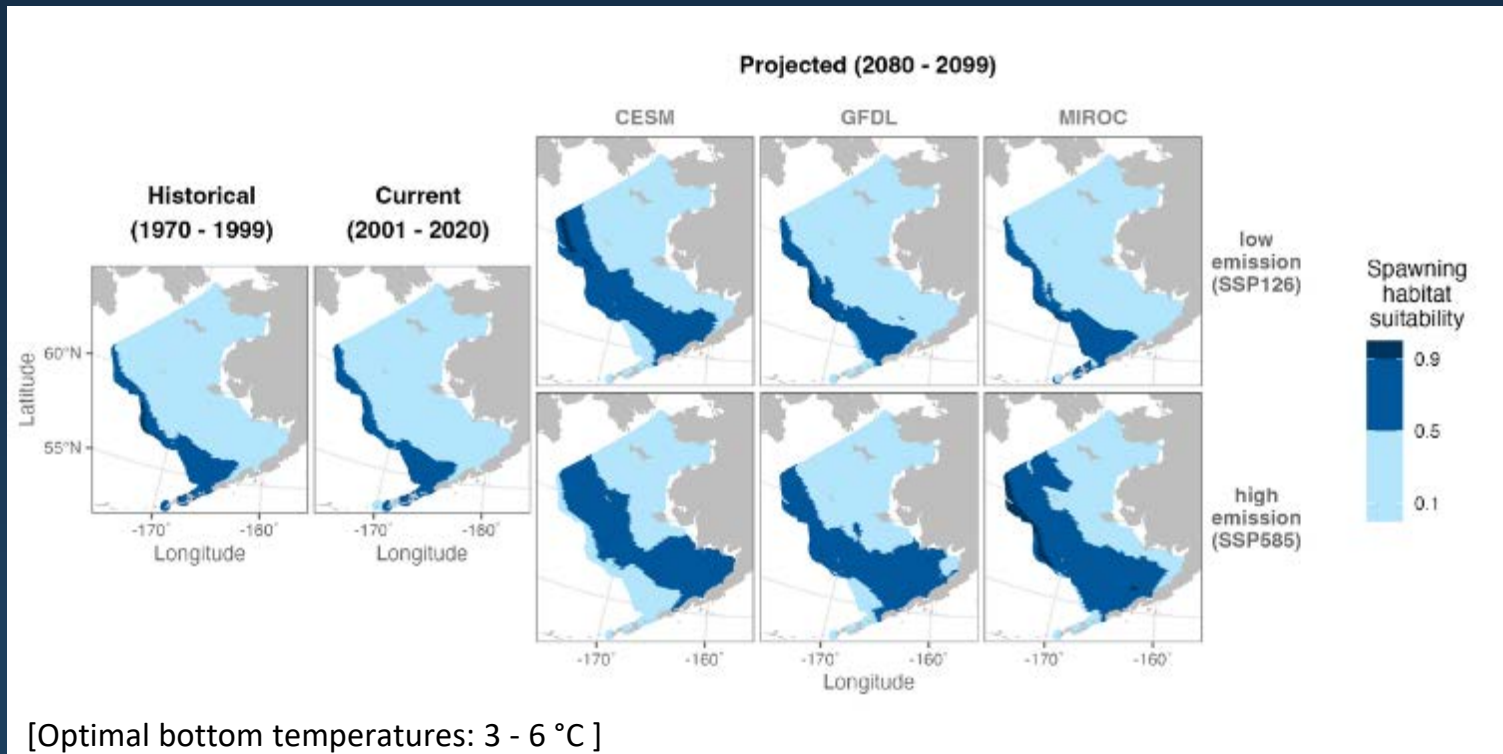 Projected (2080 - 2099)
CESM
GFDL
MIROC
Historical
(1970 - 1999)
Current
(2001 - 2020)
low
emission
(SSP126)
high
emission
(SSP585)
Spawning
habitat
suitability
0.9
0.5
0.1
Latitude
60°N
55°N
-170°
-160°
Longitude
-170°
-160°
Longitude
-170°
-160°
-170°
-160°
-170°
-160°
Longitude
[Optimal bottom temperatures: 3 - 6 °C ]